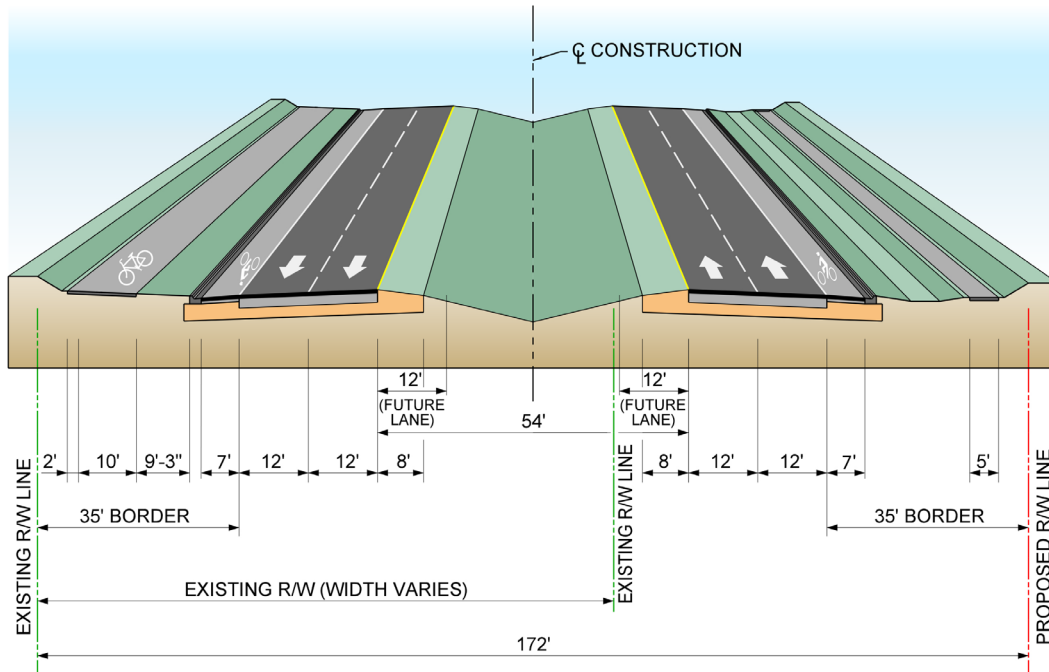 ℄ CONSTRUCTION
12' 12'
(FUTURE (FUTURE
LANE) LANE)
54'
2' 10' 9'-3" 7' 12' 12' 8' 8' 12' 12' 7' 5'
35' BORDER 35' BORDER
EXISTING R/W LINE
EXISTING R/W LINE
PROPOSED R/W LINE
EXISTING R/W (WIDTH VARIES)
172'